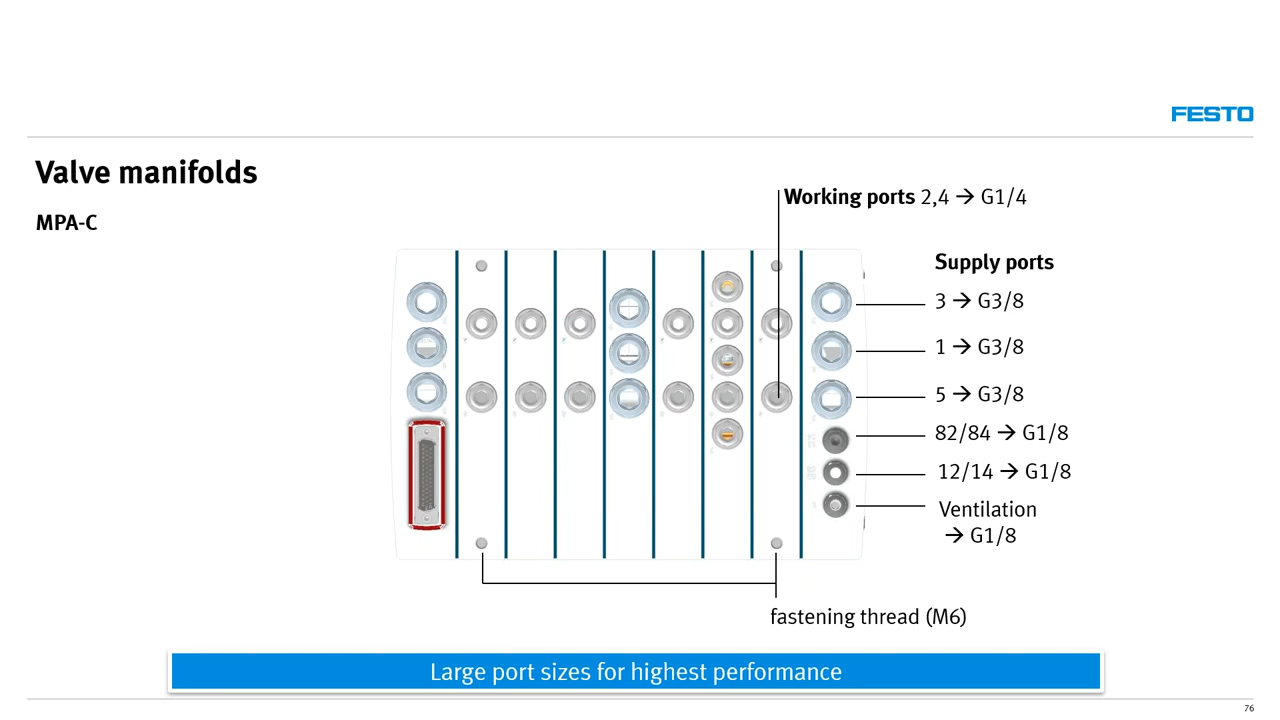 FESTO
Valve manifolds
MPA-C
Working ports 2,4 → G1/4
Supply ports
3 → G3/8
1 → G3/8
5 → G3/8
82/84 → G1/8
12/14 → G1/8
Ventilation
→ G1/8
fastening thread (M6)
Large port sizes for highest performance
76